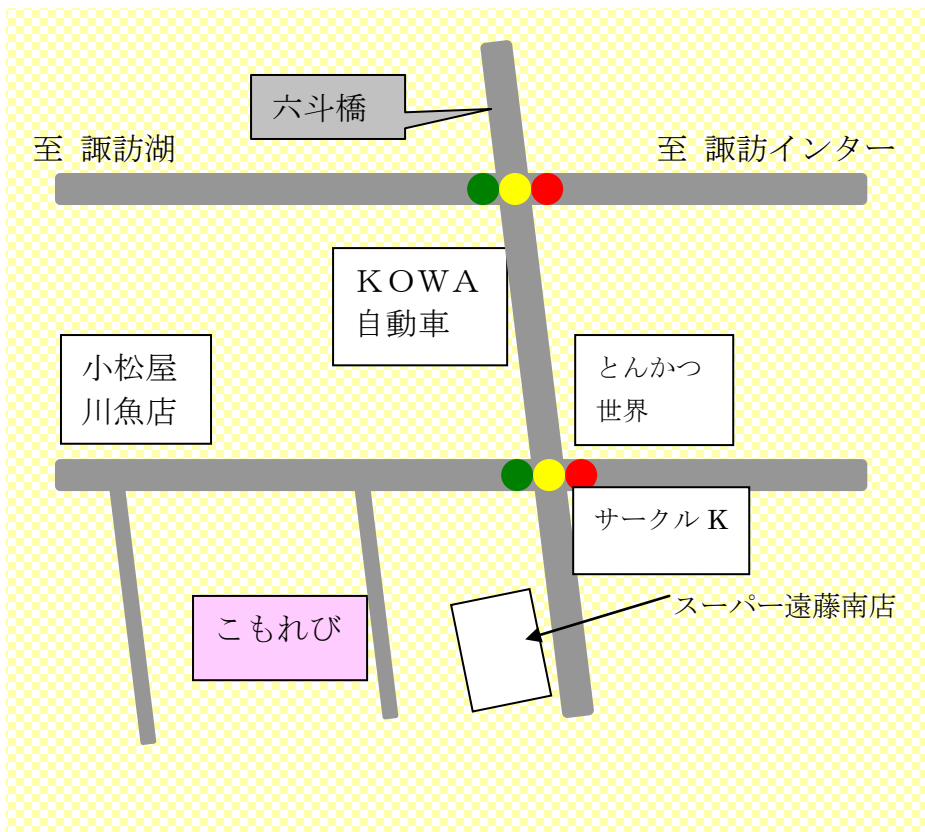 六斗橋
至 諏訪湖
至 諏訪インター
KOWA
自動車
小松屋
川魚店
とんかつ
世界
サークルK
スーパー遠藤南店
こもれび